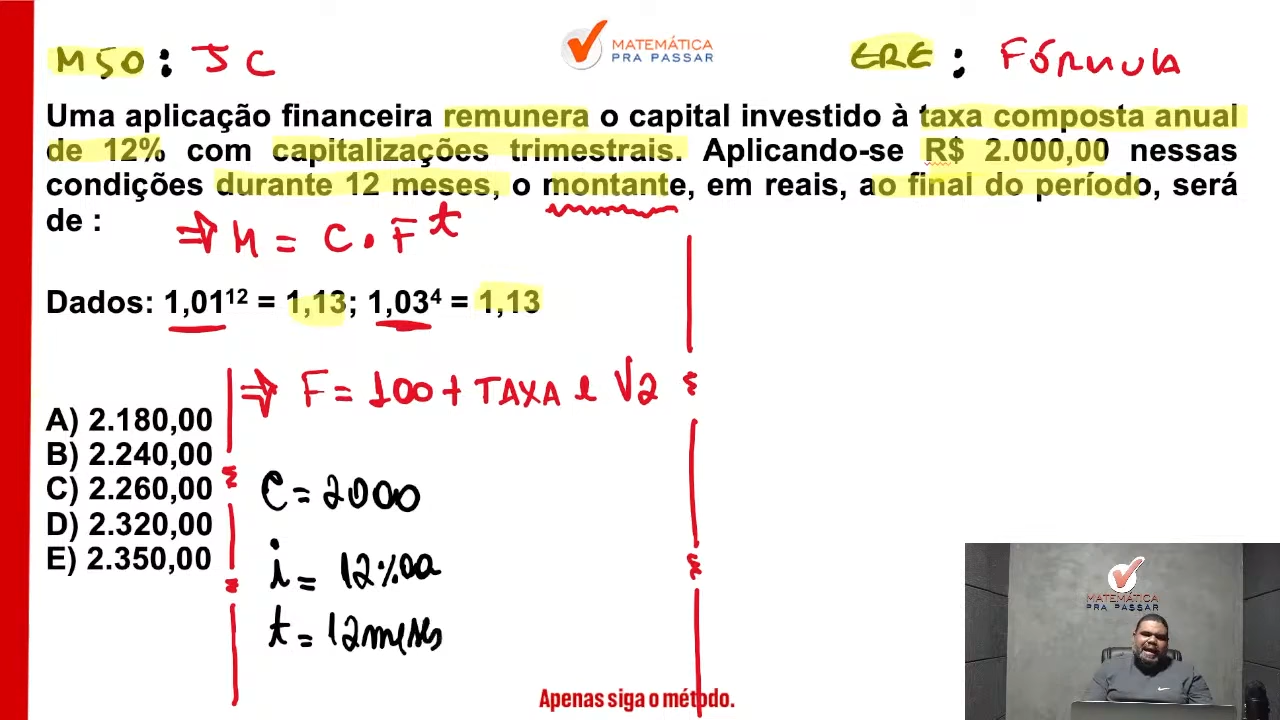 M50 : JC
MATEMÁTICA
PRA PASSAR
ERE : FÓRMULA
Uma aplicação financeira remunera o capital investido à taxa composta anual
de 12% com capitalizações trimestrais. Aplicando-se R$ 2.000,00 nessas
condições durante 12 meses, o montante, em reais, ao final do período, será
de :
⇒ M = C • F^t
Dados: 1,01¹² = 1,13; 1,03⁴ = 1,13
⇒ F = 100 + TAXA e √2
A) 2.180,00
B) 2.240,00
C) 2.260,00
D) 2.320,00
E) 2.350,00
C = 2000
i = 12%aa
t = 12 meses
MATEMÁTICA
PRA PASSAR
Apenas siga o método.